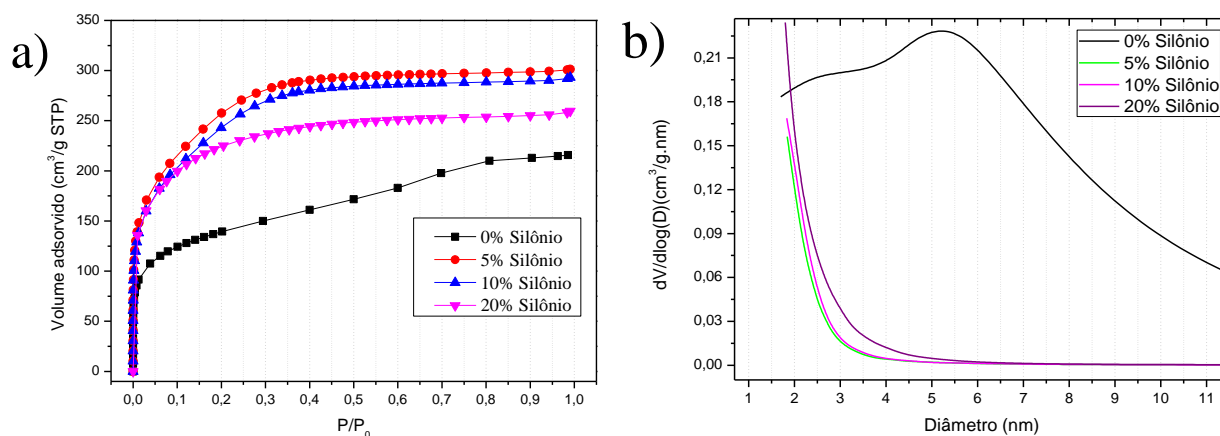 a)
Volume adsorvido (cm³/g STP)
350
300
250
200
150
100
50
0
0% Silônio
5% Silônio
10% Silônio
20% Silônio
0,0 0,1 0,2 0,3 0,4 0,5 0,6 0,7 0,8 0,9 1,0
P/P₀
b)
dV/dlog(D)(cm³/g.nm)
0,21
0,18
0,15
0,12
0,09
0,06
0,03
0,00
0% Silônio
5% Silônio
10% Silônio
20% Silônio
1 2 3 4 5 6 7 8 9 10 11
Diâmetro (nm)